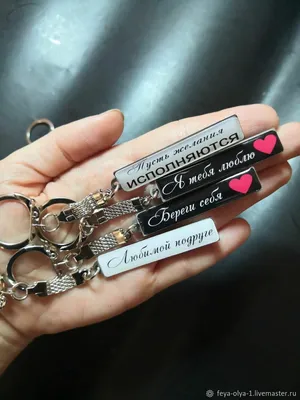 Пусть желания
ИСПОЛНЯЮТСЯ
Я тебя люблю
Береги себя
Любимой подруге
© feya-olya-1.livemaster.ru